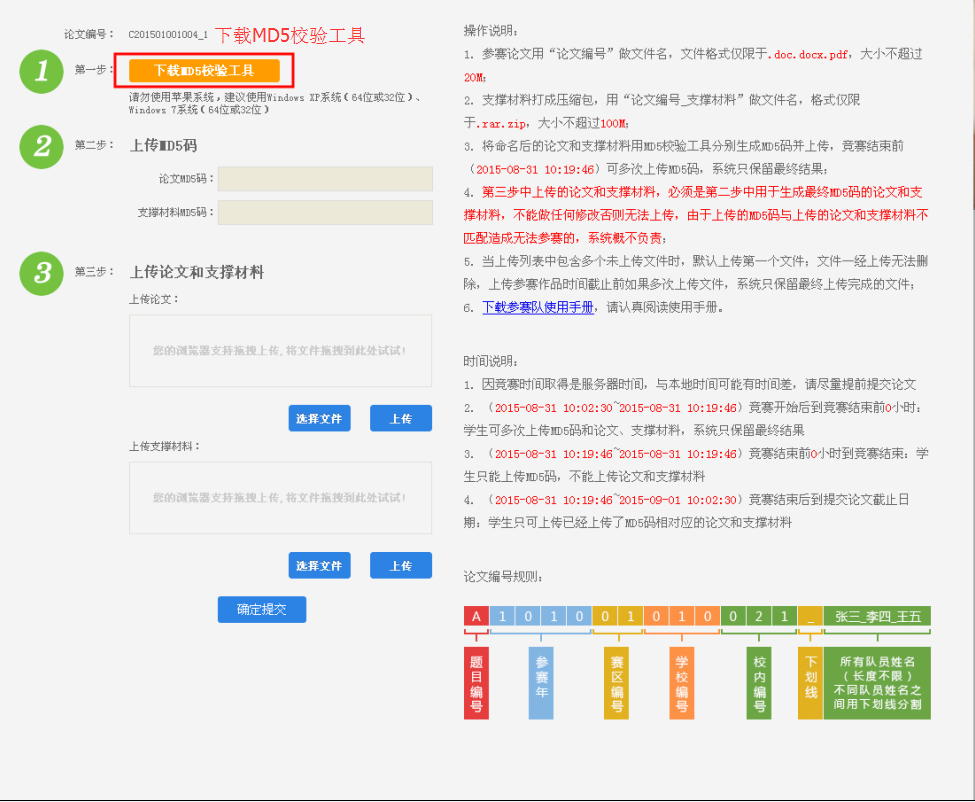 论文编号： C201501001004_1 下载MD5校验工具
1 第一步： 下载MD5校验工具
请勿使用苹果系统，建议使用Windows XP系统（64位或32位）、
Windows 7系统（64位或32位）
2 第二步： 上传MD5码
论文MD5码：
支撑材料MD5码：
3 第三步： 上传论文和支撑材料
上传论文：
您的浏览器支持拖拽上传,将文件拖拽到此处试试!
选择文件 上传
上传支撑材料：
您的浏览器支持拖拽上传,将文件拖拽到此处试试!
选择文件 上传
确定提交
操作说明：
1. 参赛论文用“论文编号”做文件名，文件格式仅限于.doc.docx.pdf，大小不超过
20M；
2. 支撑材料打成压缩包，用“论文编号_支撑材料”做文件名，格式仅限
于.rar.zip，大小不超过100M；
3. 将命名后的论文和支撑材料用MD5校验工具分别生成MD5码并上传，竞赛结束前
（2015-08-31 10:19:46）可多次上传MD5码，系统只保留最终结果；
4. 第三步中上传的论文和支撑材料，必须是第二步中用于生成最终MD5码的论文和支
撑材料，不能做任何修改否则无法上传，由于上传的MD5码与上传的论文和支撑材料不
匹配造成无法参赛的，系统概不负责；
5. 当上传列表中包含多个未上传文件时，默认上传第一个文件；文件一经上传无法删
除，上传参赛作品时间截止前如果多次上传文件，系统只保留最终上传完成的文件；
6. 下载参赛队使用手册，请认真阅读使用手册。
时间说明：
1. 因竞赛时间取得是服务器时间，与本地时间可能有时间差，请尽量提前提交论文
2. （2015-08-31 10:02:30~2015-08-31 10:19:46）竞赛开始后到竞赛结束前0小时：
学生可多次上传MD5码和论文、支撑材料，系统只保留最终结果
3. （2015-08-31 10:19:46~2015-08-31 10:19:46）竞赛结束前0小时到竞赛结束：学
生只能上传MD5码，不能上传论文和支撑材料
4. （2015-08-31 10:19:46~2015-09-01 10:02:30）竞赛结束后到提交论文截止日
期：学生只可上传已经上传了MD5码相对应的论文和支撑材料
论文编号规则：
A 1 0 1 0 0 1 0 1 0 0 2 1 _ 张三_李四_王五
题目编号 参赛年 赛区编号 学校编号 校内编号 下划线
所有队员姓名
（长度不限）
不同队员姓名之
间用下划线分割